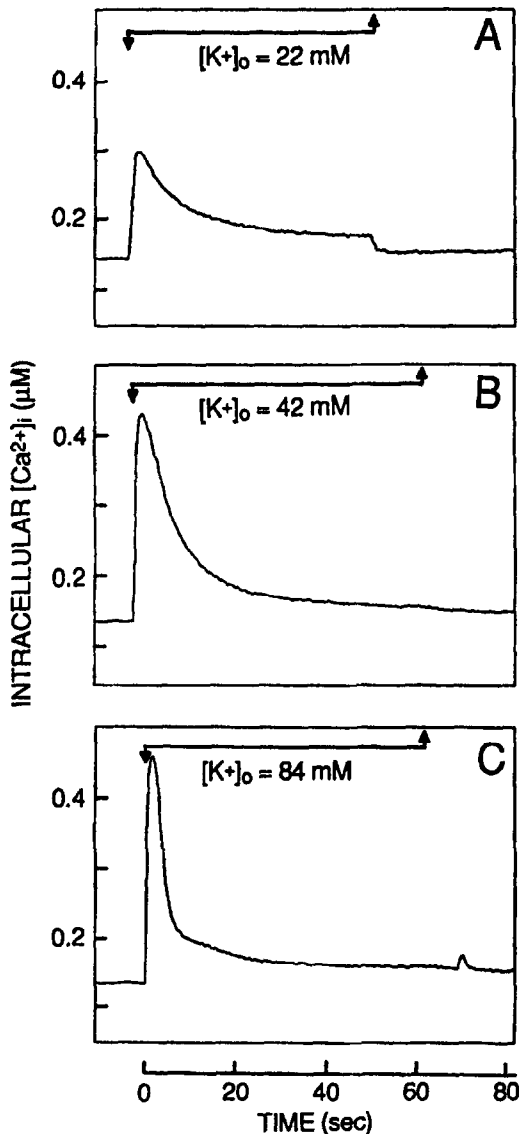 A
[K+]o = 22 mM
0.4
0.2
B
[K+]o = 42 mM
0.4
0.2
INTRACELLULAR [Ca²⁺]i (μM)
C
[K+]o = 84 mM
0.4
0.2
0 20 40 60 80
TIME (sec)